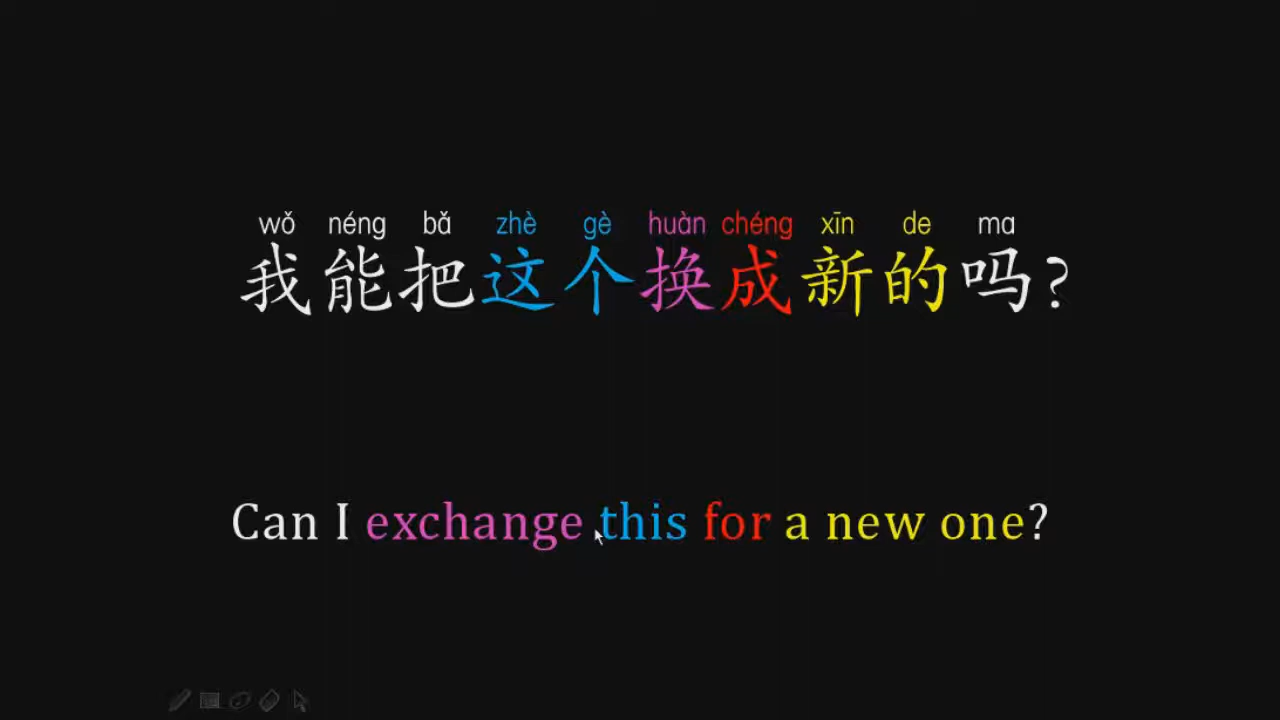 wǒ néng bǎ zhè gè huàn chéng xīn de ma
我能把这个换成新的吗?
Can I exchange this for a new one?